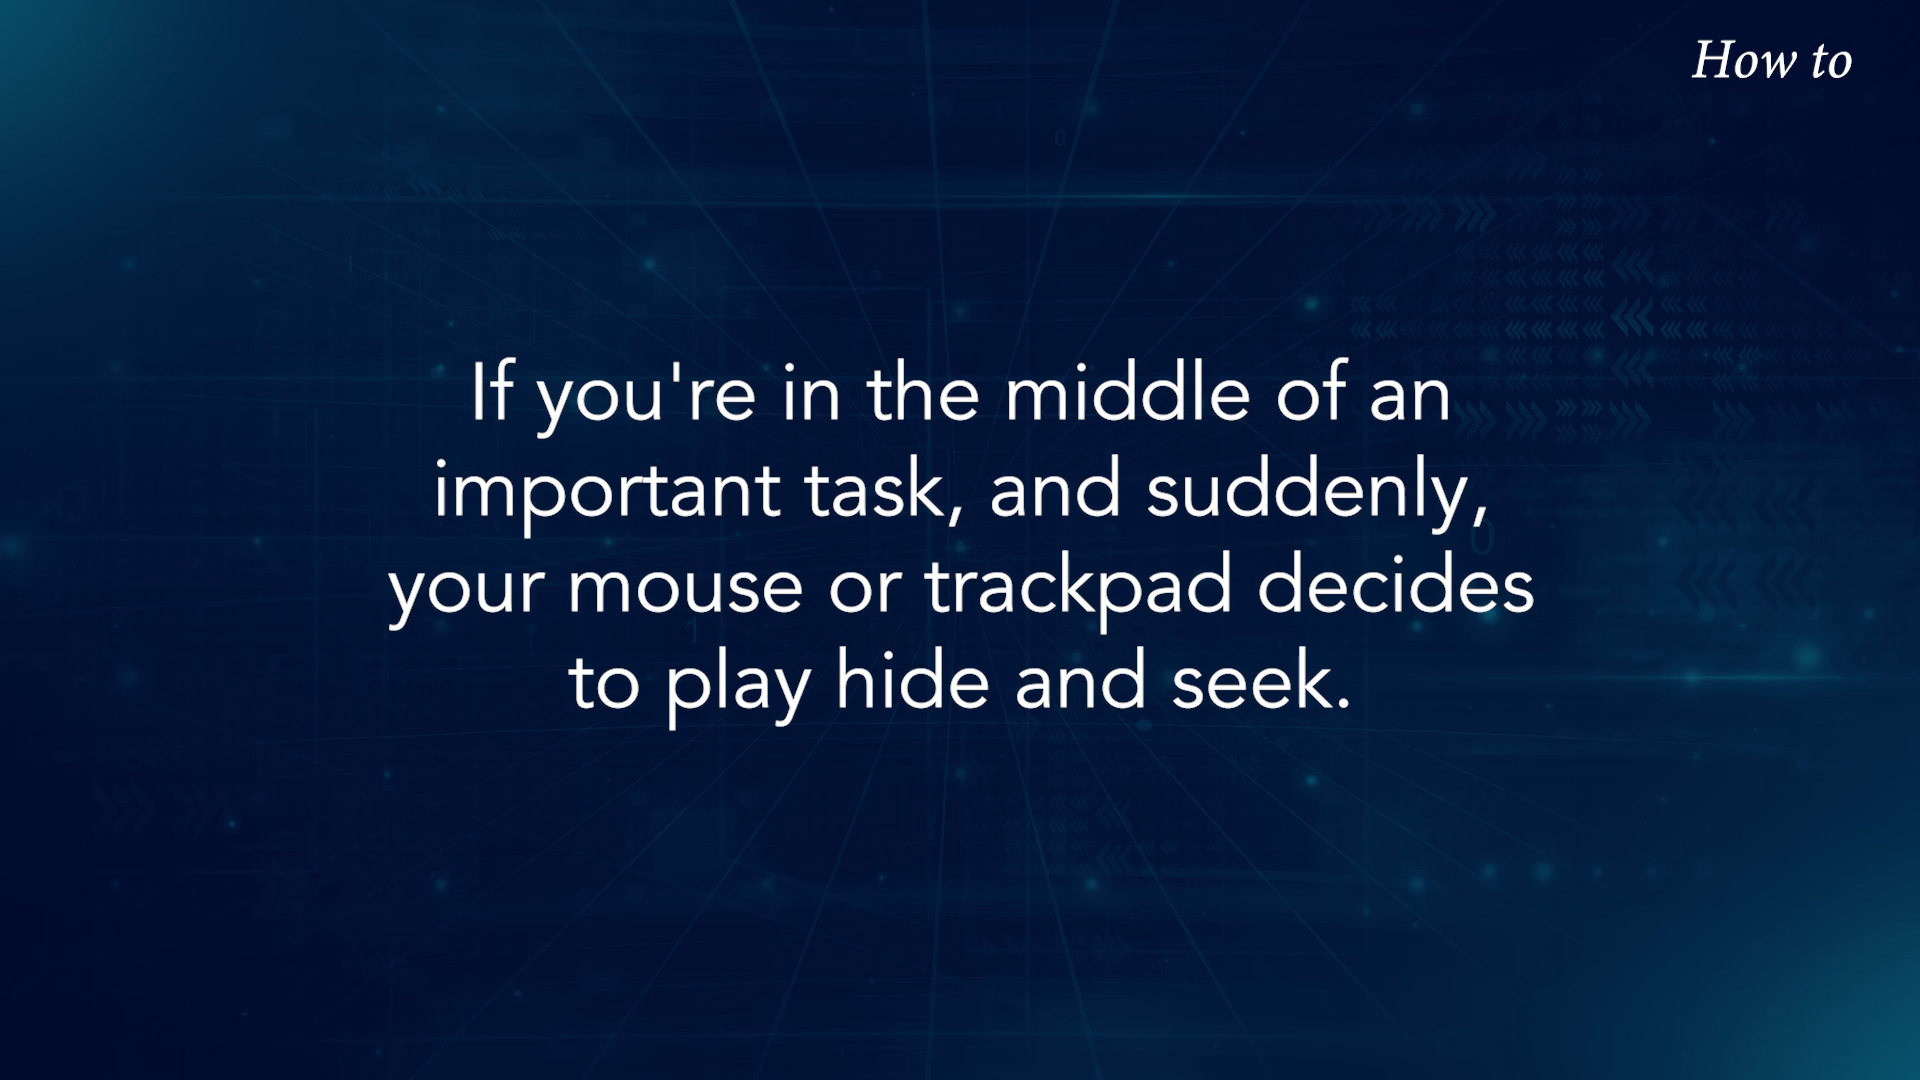 How to
If you're in the middle of an
important task, and suddenly,
your mouse or trackpad decides
to play hide and seek.